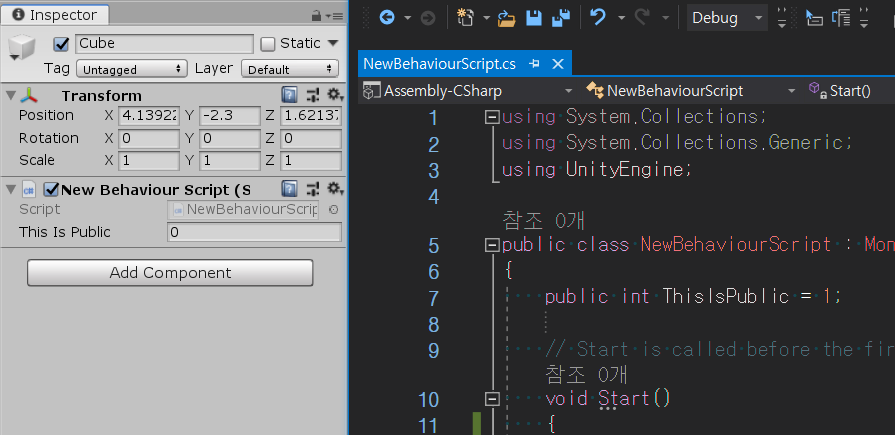 Inspector
Cube
Static
Tag Untagged Layer Default
Transform
Position X 4.13922 Y -2.3 Z 1.62137
Rotation X 0 Y 0 Z 0
Scale X 1 Y 1 Z 1
New Behaviour Script (S
Script NewBehaviourScrip
This Is Public 0
Add Component
Debug
NewBehaviourScript.cs
Assembly-CSharp NewBehaviourScript Start()
1 using System.Collections;
2 using System.Collections.Generic;
3 using UnityEngine;
4
참조 0개
5 public class NewBehaviourScript : Mon
6 {
7 public int ThisIsPublic = 1;
8
9 // Start is called before the fir
참조 0개
10 void Start()
11 {